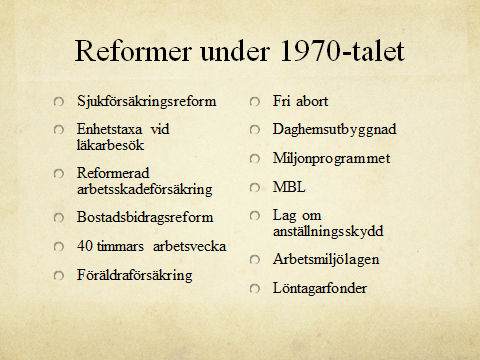 Reformer under 1970-talet
Sjukförsäkringsreform
Enhetstaxa vid
läkarbesök
Reformerad
arbetsskadeförsäkring
Bostadsbidragsreform
40 timmars arbetsvecka
Föräldraförsäkring
Fri abort
Daghemsutbyggnad
Miljonprogrammet
MBL
Lag om
anställningsskydd
Arbetsmiljölagen
Löntagarfonder